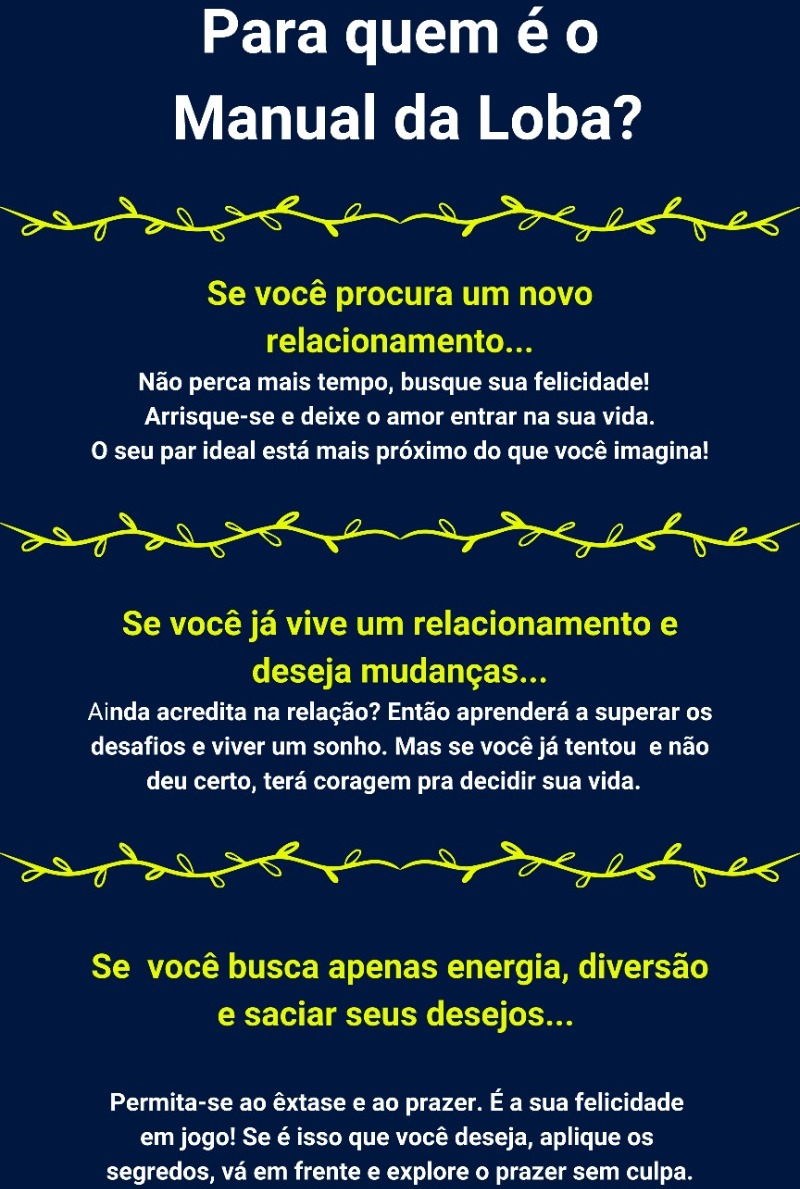 Para quem é o
Manual da Loba?
Se você procura um novo
relacionamento...
Não perca mais tempo, busque sua felicidade!
Arrisque-se e deixe o amor entrar na sua vida.
O seu par ideal está mais próximo do que você imagina!
Se você já vive um relacionamento e
deseja mudanças...
Ainda acredita na relação? Então aprenderá a superar os
desafios e viver um sonho. Mas se você já tentou  e não
deu certo, terá coragem pra decidir sua vida.
Se  você busca apenas energia, diversão
e saciar seus desejos...
Permita-se ao êxtase e ao prazer. É a sua felicidade
em jogo! Se é isso que você deseja, aplique os
segredos, vá em frente e explore o prazer sem culpa.